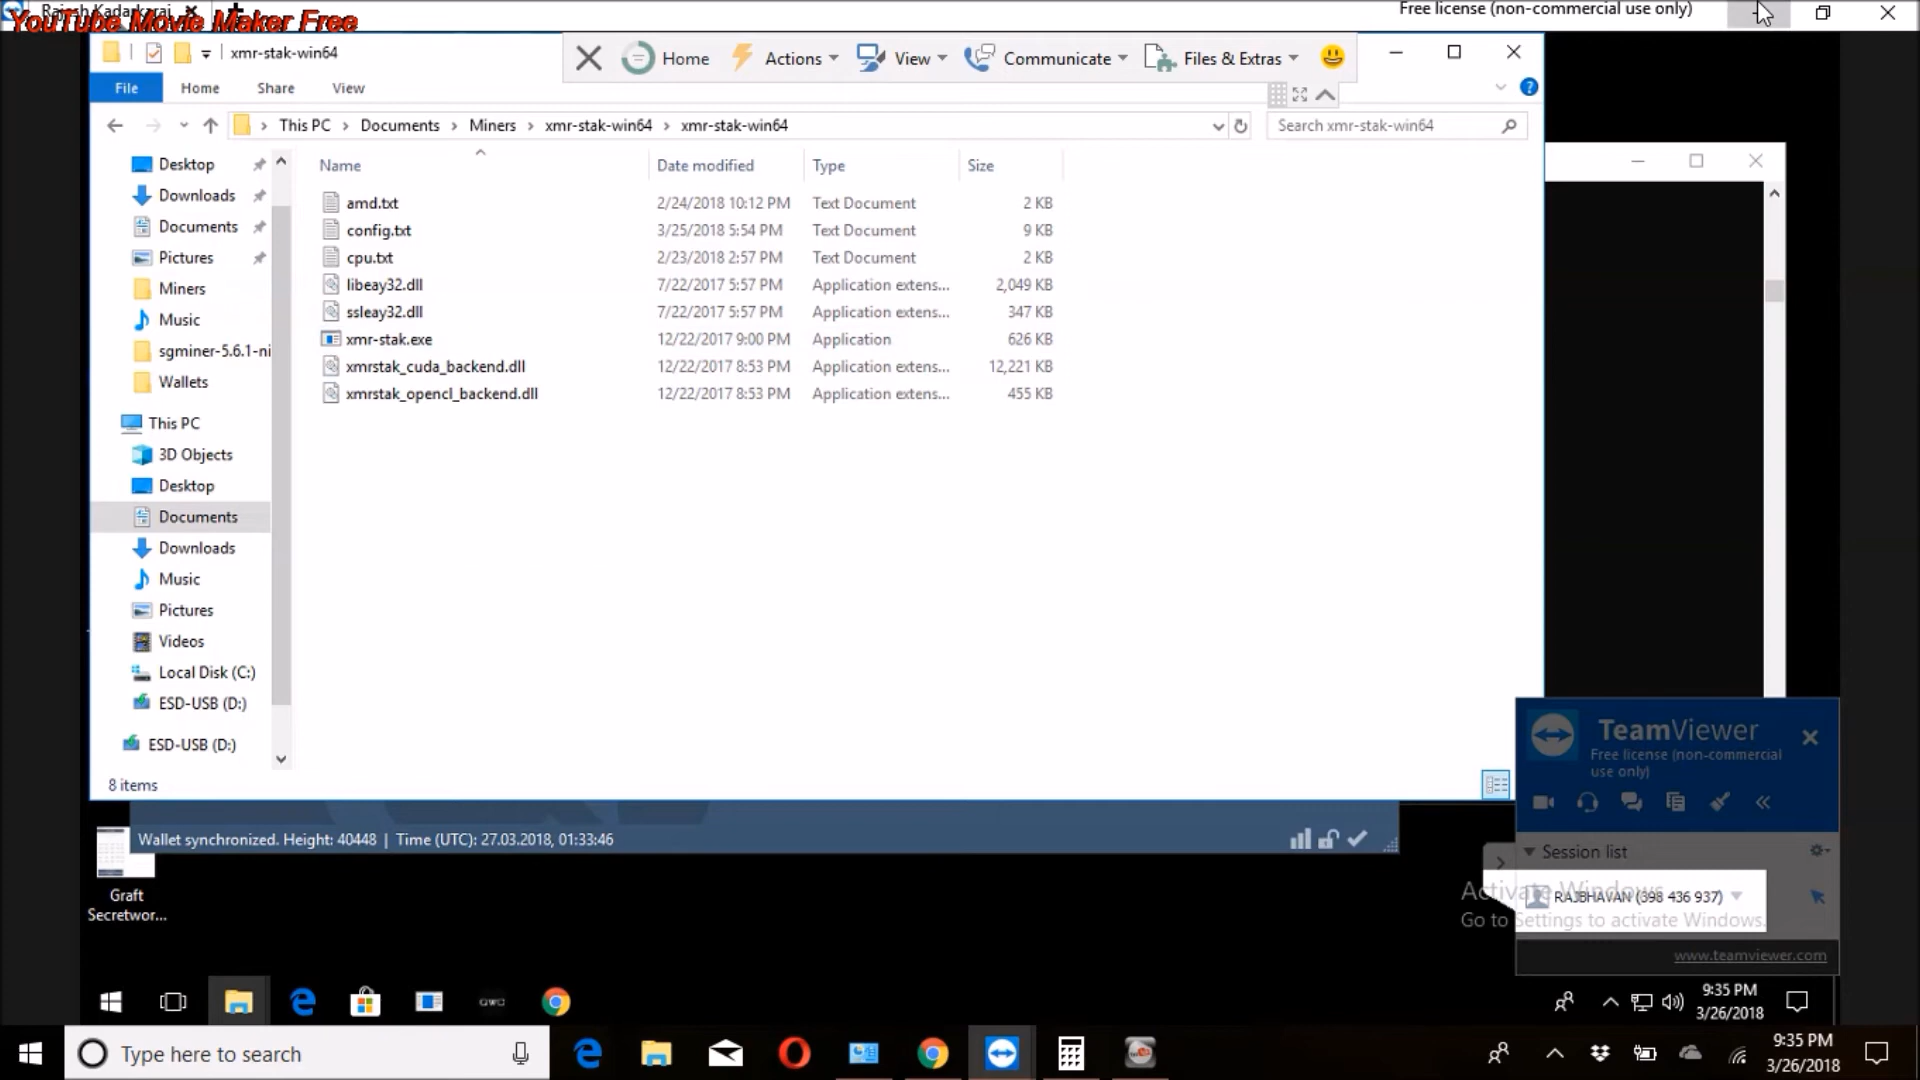 Rajesh Kadarkaraj
YouTube Movie Maker Free
Free license (non-commercial use only)
xmr-stak-win64
Home
Actions
View
Communicate
Files & Extras
File
Home
Share
View
This PC
Documents
Miners
xmr-stak-win64
xmr-stak-win64
Search xmr-stak-win64
Name
Date modified
Type
Size
amd.txt 2/24/2018 10:12 PM Text Document 2 KB
config.txt 3/25/2018 5:54 PM Text Document 9 KB
cpu.txt 2/23/2018 2:57 PM Text Document 2 KB
libeay32.dll 7/22/2017 5:57 PM Application extens... 2,049 KB
ssleay32.dll 7/22/2017 5:57 PM Application extens... 347 KB
xmr-stak.exe 12/22/2017 9:00 PM Application 626 KB
xmrstak_cuda_backend.dll 12/22/2017 8:53 PM Application extens... 12,221 KB
xmrstak_opencl_backend.dll 12/22/2017 8:53 PM Application extens... 455 KB
Desktop
Downloads
Documents
Pictures
Miners
Music
sgminer-5.6.1-ni
Wallets
This PC
3D Objects
Desktop
Documents
Downloads
Music
Pictures
Videos
Local Disk (C:)
ESD-USB (D:)
ESD-USB (D:)
8 items
Wallet synchronized. Height: 40448 | Time (UTC): 27.03.2018, 01:33:46
Graft
Secretwor...
TeamViewer
Free license (non-commercial
use only)
Session list
RAJBHAVAN (398 436 937)
Activate Windows
Go to Settings to activate Windows.
www.teamviewer.com
GWC
9:35 PM
3/26/2018
Type here to search
9:35 PM
3/26/2018